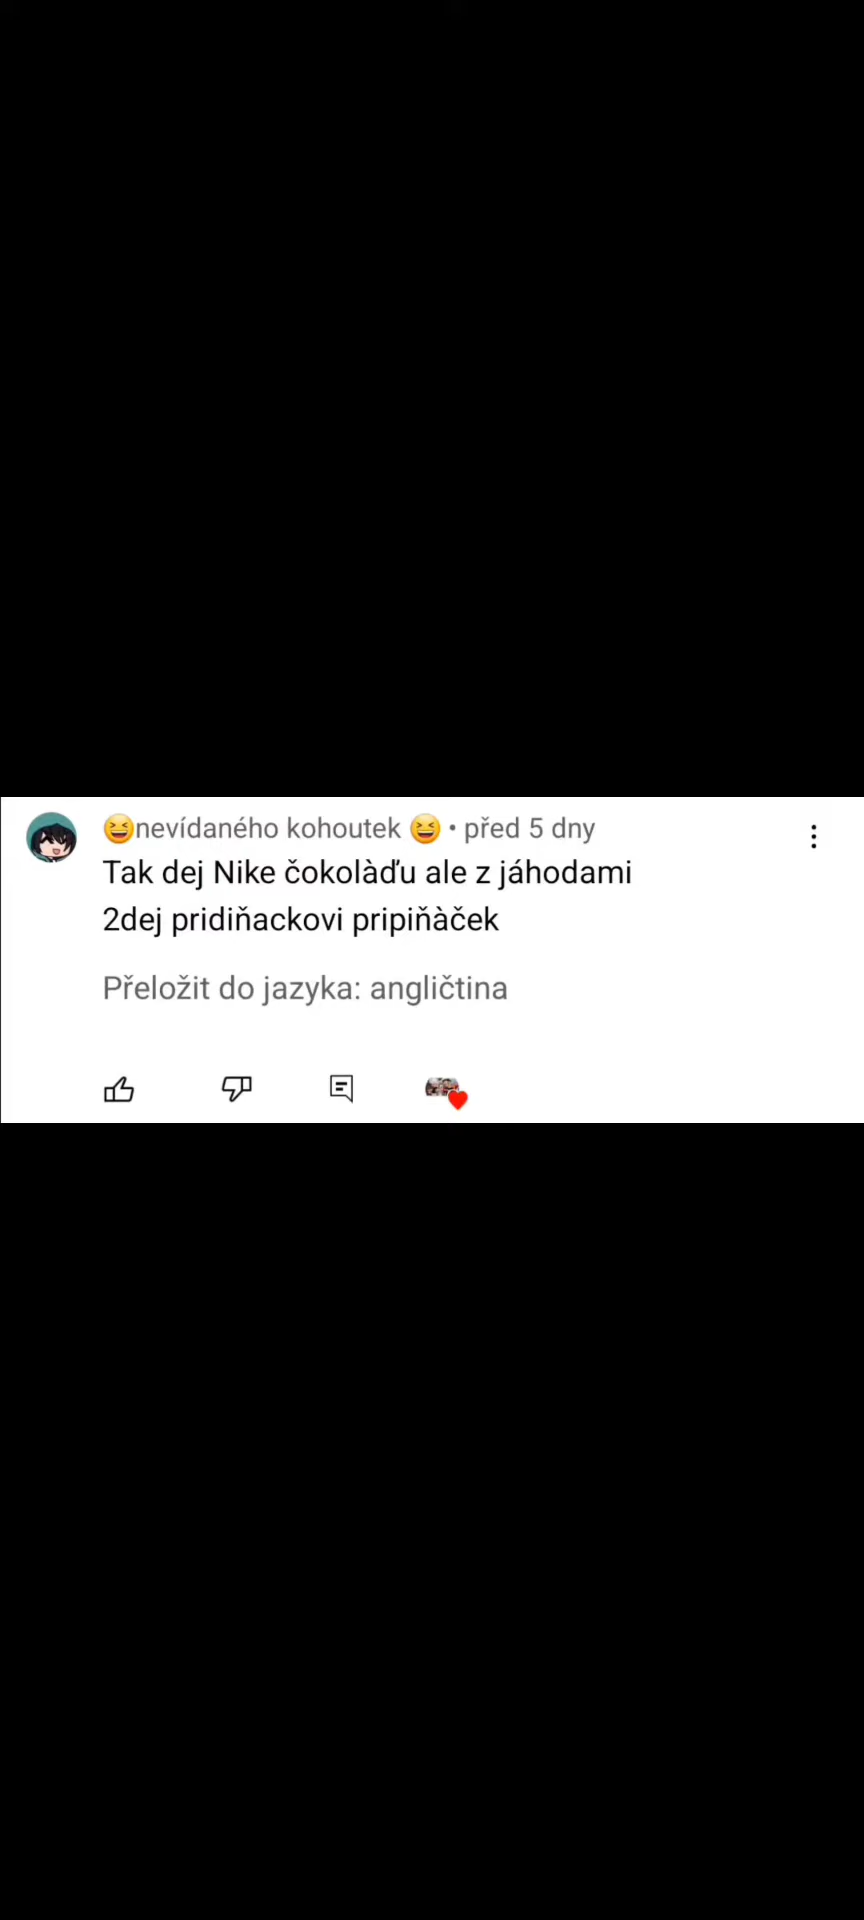 😆nevídaného kohoutek 😆 • před 5 dny
Tak dej Nike čokolàďu ale z jáhodami
2dej pridiňackovi pripiňàček
Přeložit do jazyka: angličtina